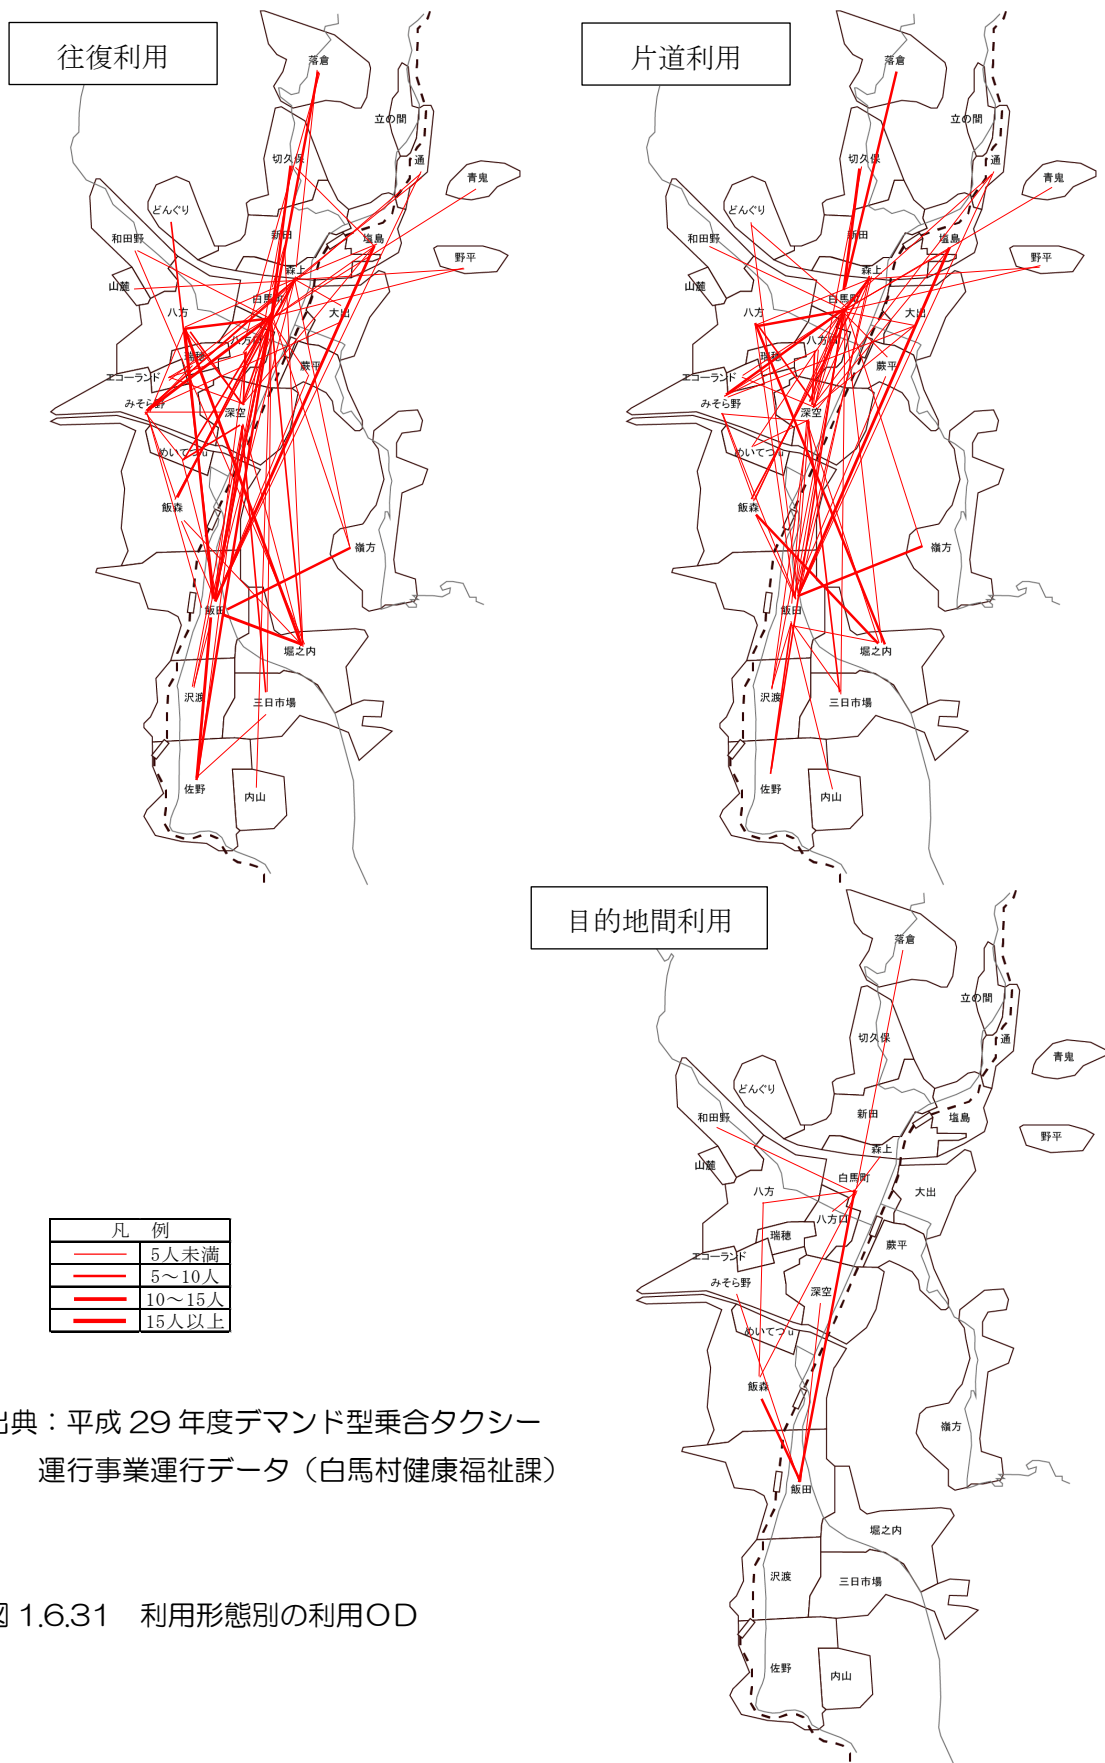 往復利用
落倉
立の間
切久保
通
青鬼
どんぐり
和田野
新田
塩島
野平
森上
山麓
白馬町
八方
大出
八方口
瑞穂
蕨平
エコーランド
みそら野
深空
めいてつu
飯森
嶺方
飯田
堀之内
沢渡
三日市場
佐野
内山
片道利用
落倉
立の間
切久保
通
青鬼
どんぐり
和田野
新田
塩島
野平
森上
山麓
白馬町
八方
大出
八方口
瑞穂
蕨平
エコーランド
みそら野
深空
めいてつu
飯森
嶺方
飯田
堀之内
沢渡
三日市場
佐野
内山
目的地間利用
落倉
立の間
切久保
通
青鬼
どんぐり
和田野
新田
塩島
野平
森上
山麓
白馬町
八方
大出
八方口
瑞穂
蕨平
エコーランド
みそら野
深空
めいてつu
飯森
嶺方
飯田
堀之内
沢渡
三日市場
佐野
内山
凡 例
5人未満
5～10人
10～15人
15人以上
出典：平成 29 年度デマンド型乗合タクシー
運行事業運行データ（白馬村健康福祉課）
図 1.6.31 利用形態別の利用OD